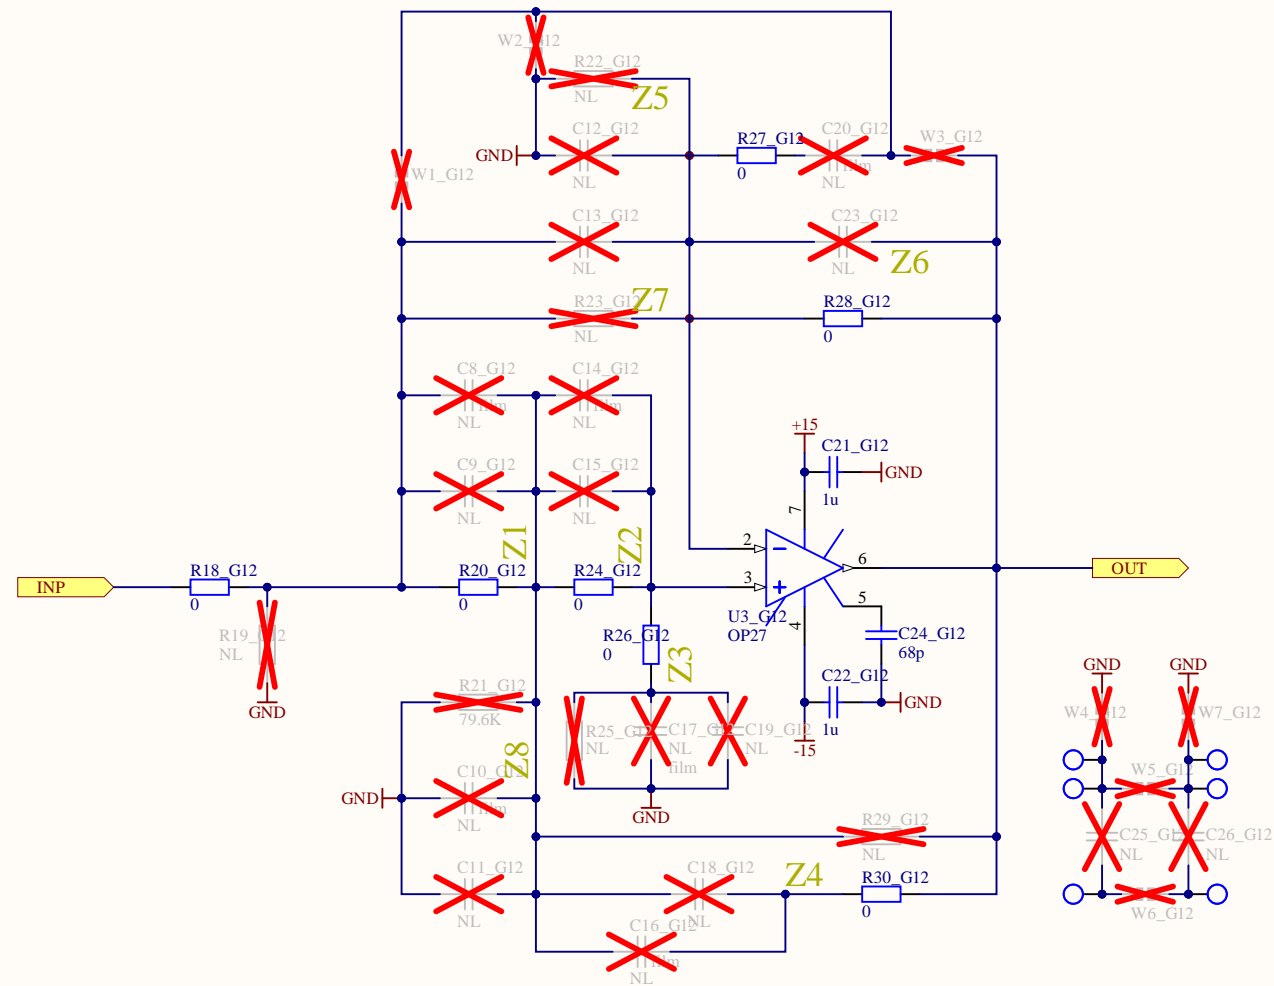 W2_G12
R22_G12
NL
Z5
C12_G12
GND
NL
R27_G12
0
C20_G12
film
NL
W3_G12
W1_G12
C13_G12
NL
C23_G12
NL
Z6
R23_G12
NL
Z7
R28_G12
0
C8_G12
film
NL
C14_G12
film
NL
C9_G12
NL
C15_G12
NL
Z1
Z2
+15
C21_G12
1u
GND
7
2
3
6
5
4
U3_G12
OP27
INP
R18_G12
0
R20_G12
0
R24_G12
0
OUT
R19_G12
NL
GND
R26_G12
0
Z3
C24_G12
68p
C22_G12
1u
GND
-15
R21_G12
79.6K
Z8
R25_G12
NL
C17_G12
NL
film
C19_G12
NL
GND
C10_G12
film
NL
GND
R29_G12
NL
C11_G12
NL
C18_G12
NL
Z4
R30_G12
0
C16_G12
film
NL
GND
GND
W4_G12
W7_G12
W5_G12
C25_G12
NL
C26_G12
NL
W6_G12